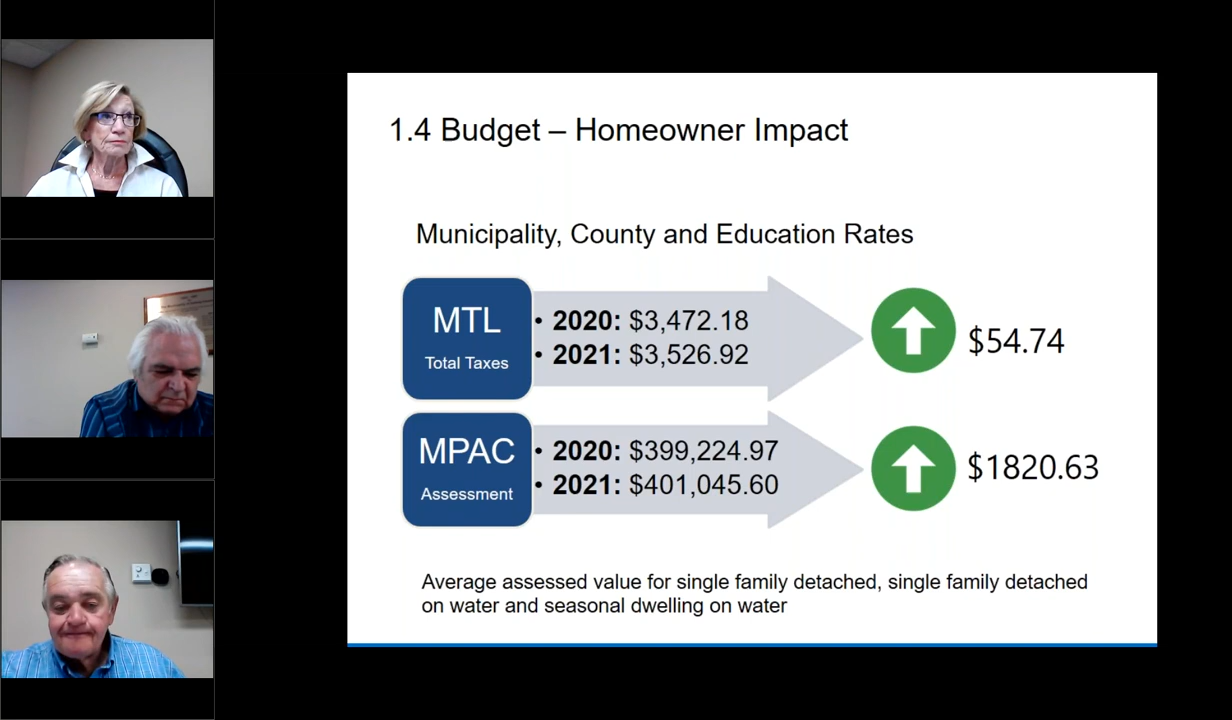 1.4 Budget – Homeowner Impact
Municipality, County and Education Rates
MTL
Total Taxes
• 2020: $3,472.18
• 2021: $3,526.92
$54.74
MPAC
Assessment
• 2020: $399,224.97
• 2021: $401,045.60
$1820.63
Average assessed value for single family detached, single family detached
on water and seasonal dwelling on water